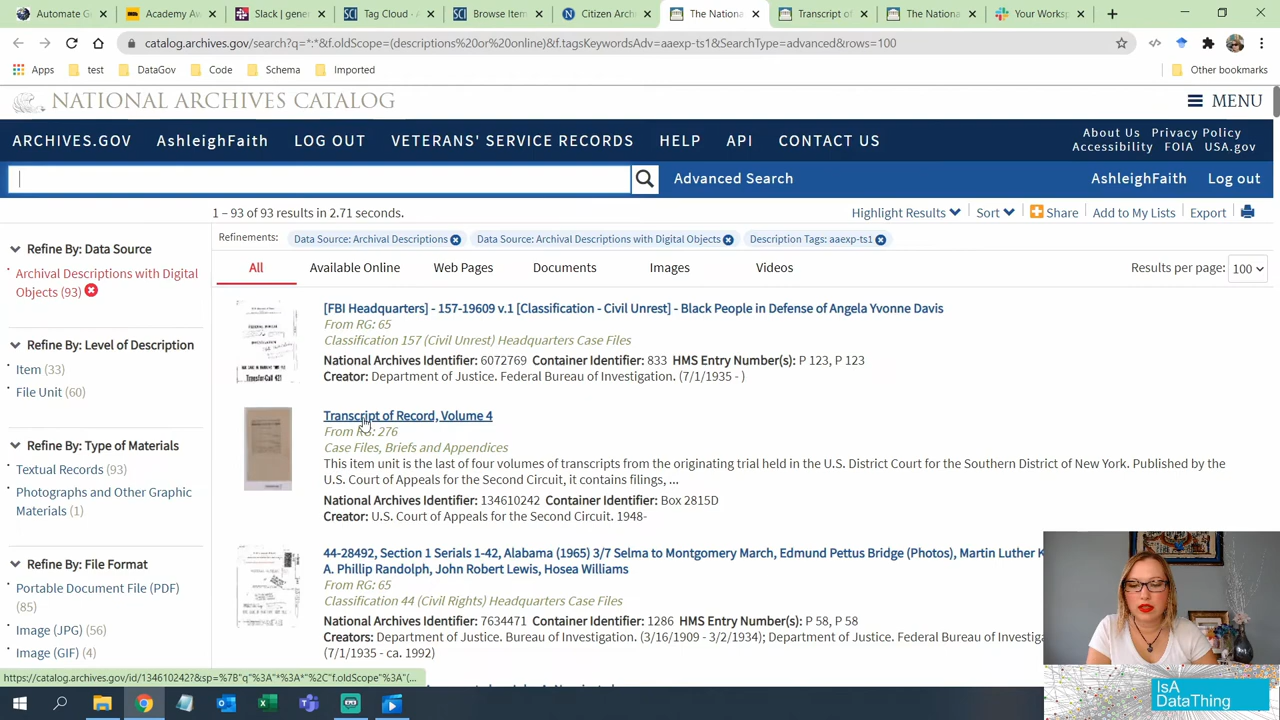 The Cloud
Intersect
Citizen Arc
The Nation
Transcript of
The National
Your Worksp
catalog.archives.gov/search?q=*:*&f.oldScope=(descriptions%20or%20online)&f.tagsKeywordsAdv=aaexp-ts1&SearchType=advanced&rows=100
Apps test DataGov Code Schema Imported Other bookmarks
NATIONAL ARCHIVES CATALOG
MENU
ARCHIVES.GOV AshleighFaith LOG OUT VETERANS' SERVICE RECORDS HELP API CONTACT US
About Us Privacy Policy
Accessibility FOIA USA.gov
Advanced Search AshleighFaith Log out
1 – 93 of 93 results in 2.71 seconds. Highlight Results Sort Share Add to My Lists Export
Refinements: Data Source: Archival Descriptions Data Source: Archival Descriptions with Digital Objects Description Tags: aaexp-ts1
All Available Online Web Pages Documents Images Videos Results per page: 100
Refine By: Data Source
Archival Descriptions with Digital
Objects (93)
Refine By: Level of Description
Item (33)
File Unit (60)
Refine By: Type of Materials
Textual Records (93)
Photographs and Other Graphic
Materials (1)
Refine By: File Format
Portable Document File (PDF)
(85)
Image (JPG) (56)
Image (GIF) (4)
[FBI Headquarters] - 157-19609 v.1 [Classification - Civil Unrest] - Black People in Defense of Angela Yvonne Davis
From RG: 65
Classification 157 (Civil Unrest) Headquarters Case Files
National Archives Identifier: 6072769 Container Identifier: 833 HMS Entry Number(s): P 123, P 123
Creator: Department of Justice. Federal Bureau of Investigation. (7/1/1935 - )
Transcript of Record, Volume 4
From RG: 276
Case Files, Briefs and Appendices
This item unit is the last of four volumes of transcripts from the originating trial held in the U.S. District Court for the Southern District of New York. Published by the
U.S. Court of Appeals for the Second Circuit, it contains filings, ...
National Archives Identifier: 134610242 Container Identifier: Box 2815D
Creator: U.S. Court of Appeals for the Second Circuit. 1948-
44-28492, Section 1 Serials 1-42, Alabama (1965) 3/7 Selma to Montgomery March, Edmund Pettus Bridge (Photos), Martin Luther K
A. Phillip Randolph, John Robert Lewis, Hosea Williams
From RG: 65
Classification 44 (Civil Rights) Headquarters Case Files
National Archives Identifier: 7634471 Container Identifier: 1286 HMS Entry Number(s): P 58, P 58
Creators: Department of Justice. Bureau of Investigation. (3/16/1909 - 3/2/1934); Department of Justice. Federal Bureau of Investiga
(7/1/1935 - ca. 1992)
IsA
DataThing